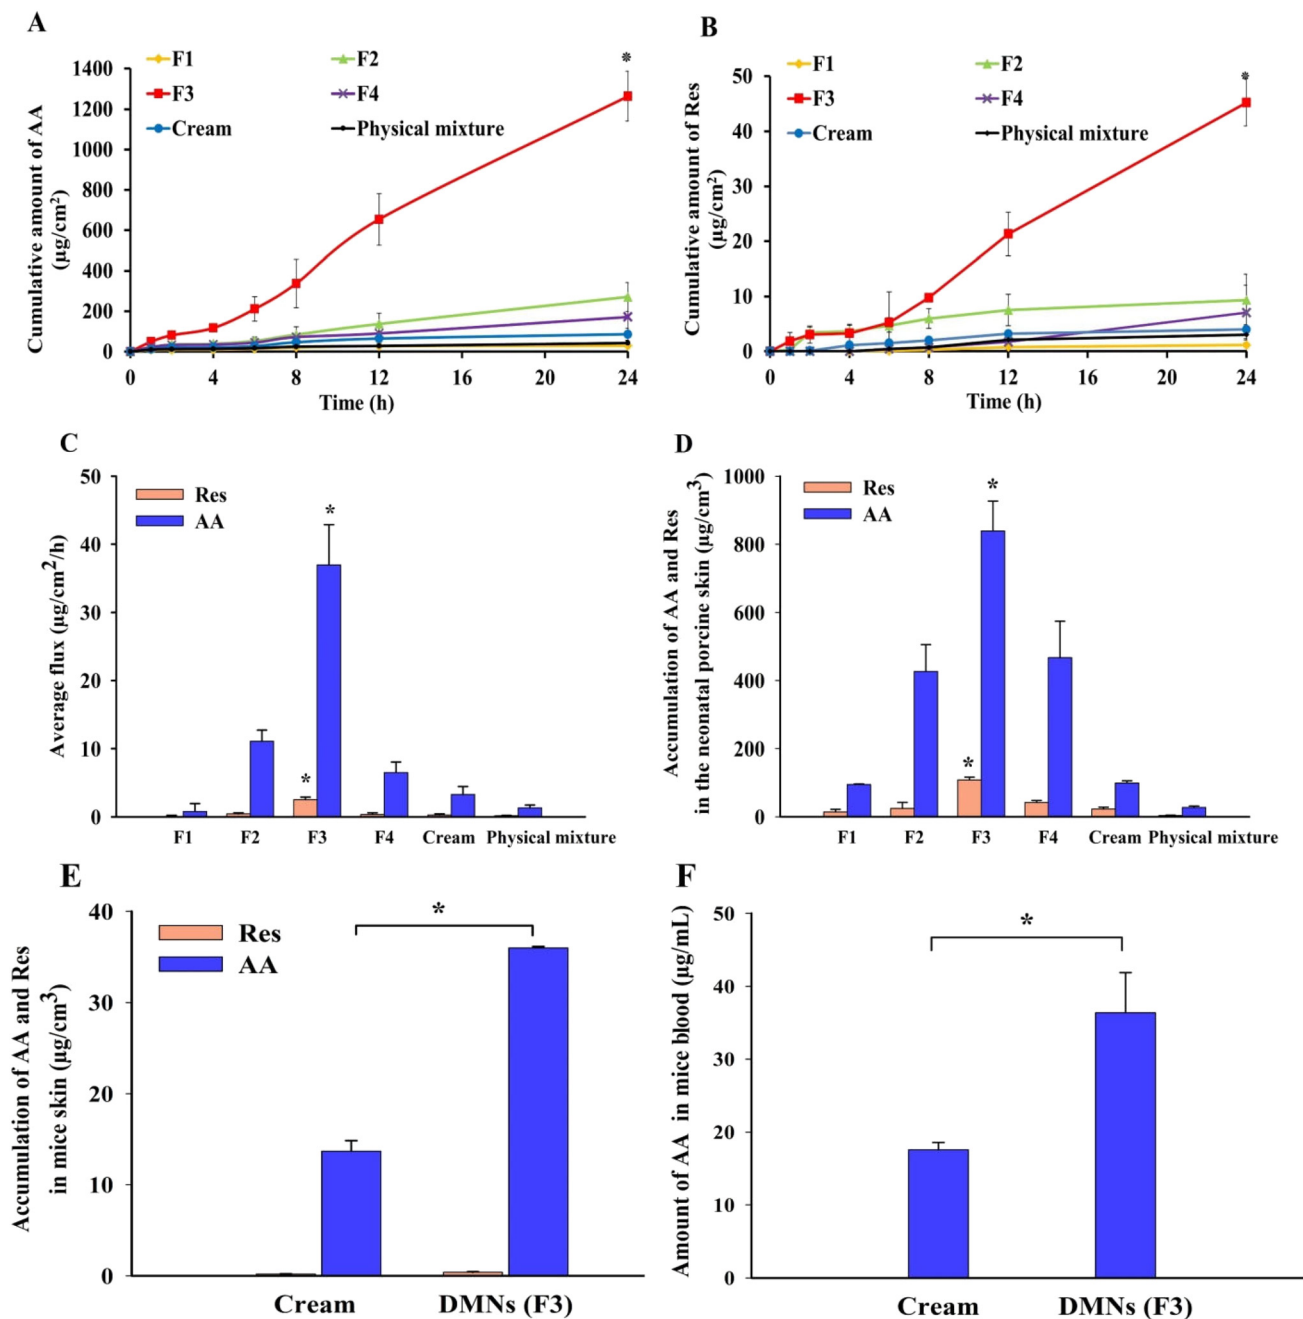 A
F1
F2
F3
F4
Cream
Physical mixture
*
Cumulative amount of AA
(µg/cm²)
1400
1200
1000
800
600
400
200
0
0 4 8 12 16 20 24
Time (h)
B
F1
F2
F3
F4
Cream
Physical mixture
*
Cumulative amount of Res
(µg/cm²)
50
40
30
20
10
0
0 4 8 12 16 20 24
Time (h)
C
Res
AA
*
*
Average flux (µg/cm²/h)
50
40
30
20
10
0
F1 F2 F3 F4 Cream Physical mixture
D
Res
AA
*
*
Accumulation of AA and Res
in the neonatal porcine skin (µg/cm³)
1000
800
600
400
200
0
F1 F2 F3 F4 Cream Physical mixture
E
Res
AA
*
Accumulation of AA and Res
in mice skin (µg/cm³)
40
30
20
10
0
Cream DMNs (F3)
F
*
Amount of AA in mice blood (µg/mL)
50
40
30
20
10
0
Cream DMNs (F3)